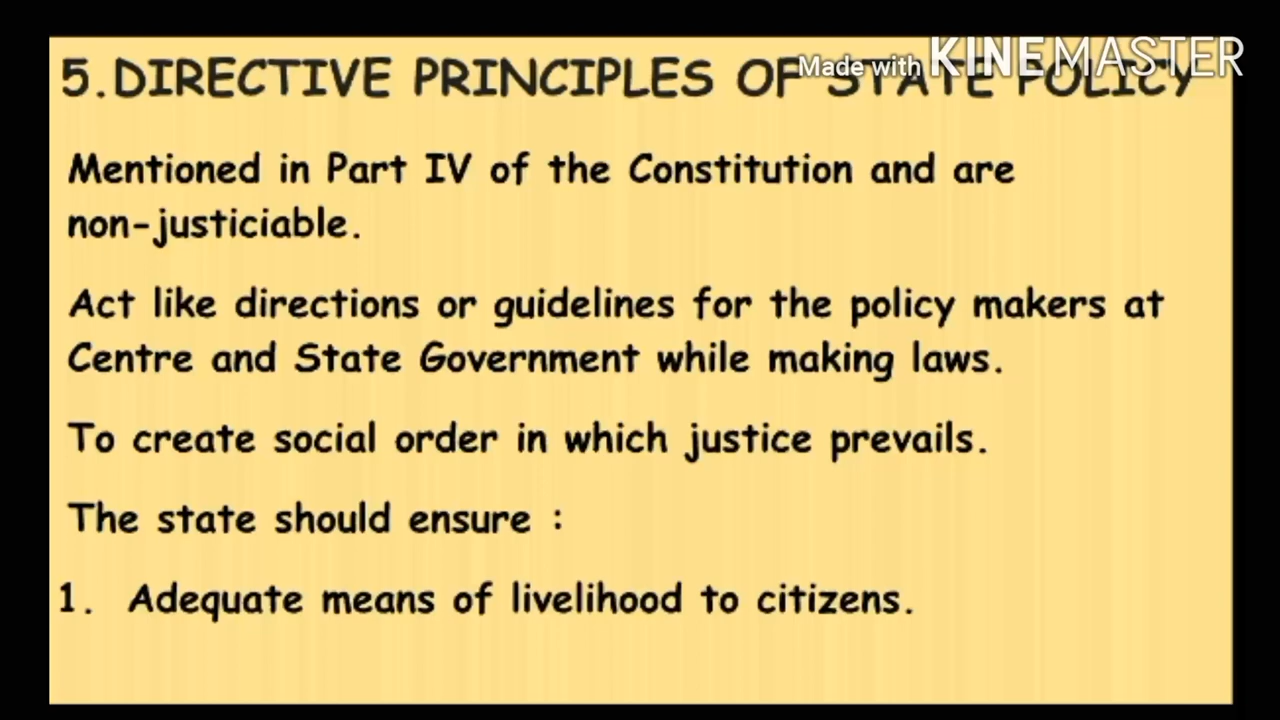 Made with KINEMASTER
5. DIRECTIVE PRINCIPLES OF STATE POLICY
Mentioned in Part IV of the Constitution and are
non-justiciable.
Act like directions or guidelines for the policy makers at
Centre and State Government while making laws.
To create social order in which justice prevails.
The state should ensure :
1. Adequate means of livelihood to citizens.